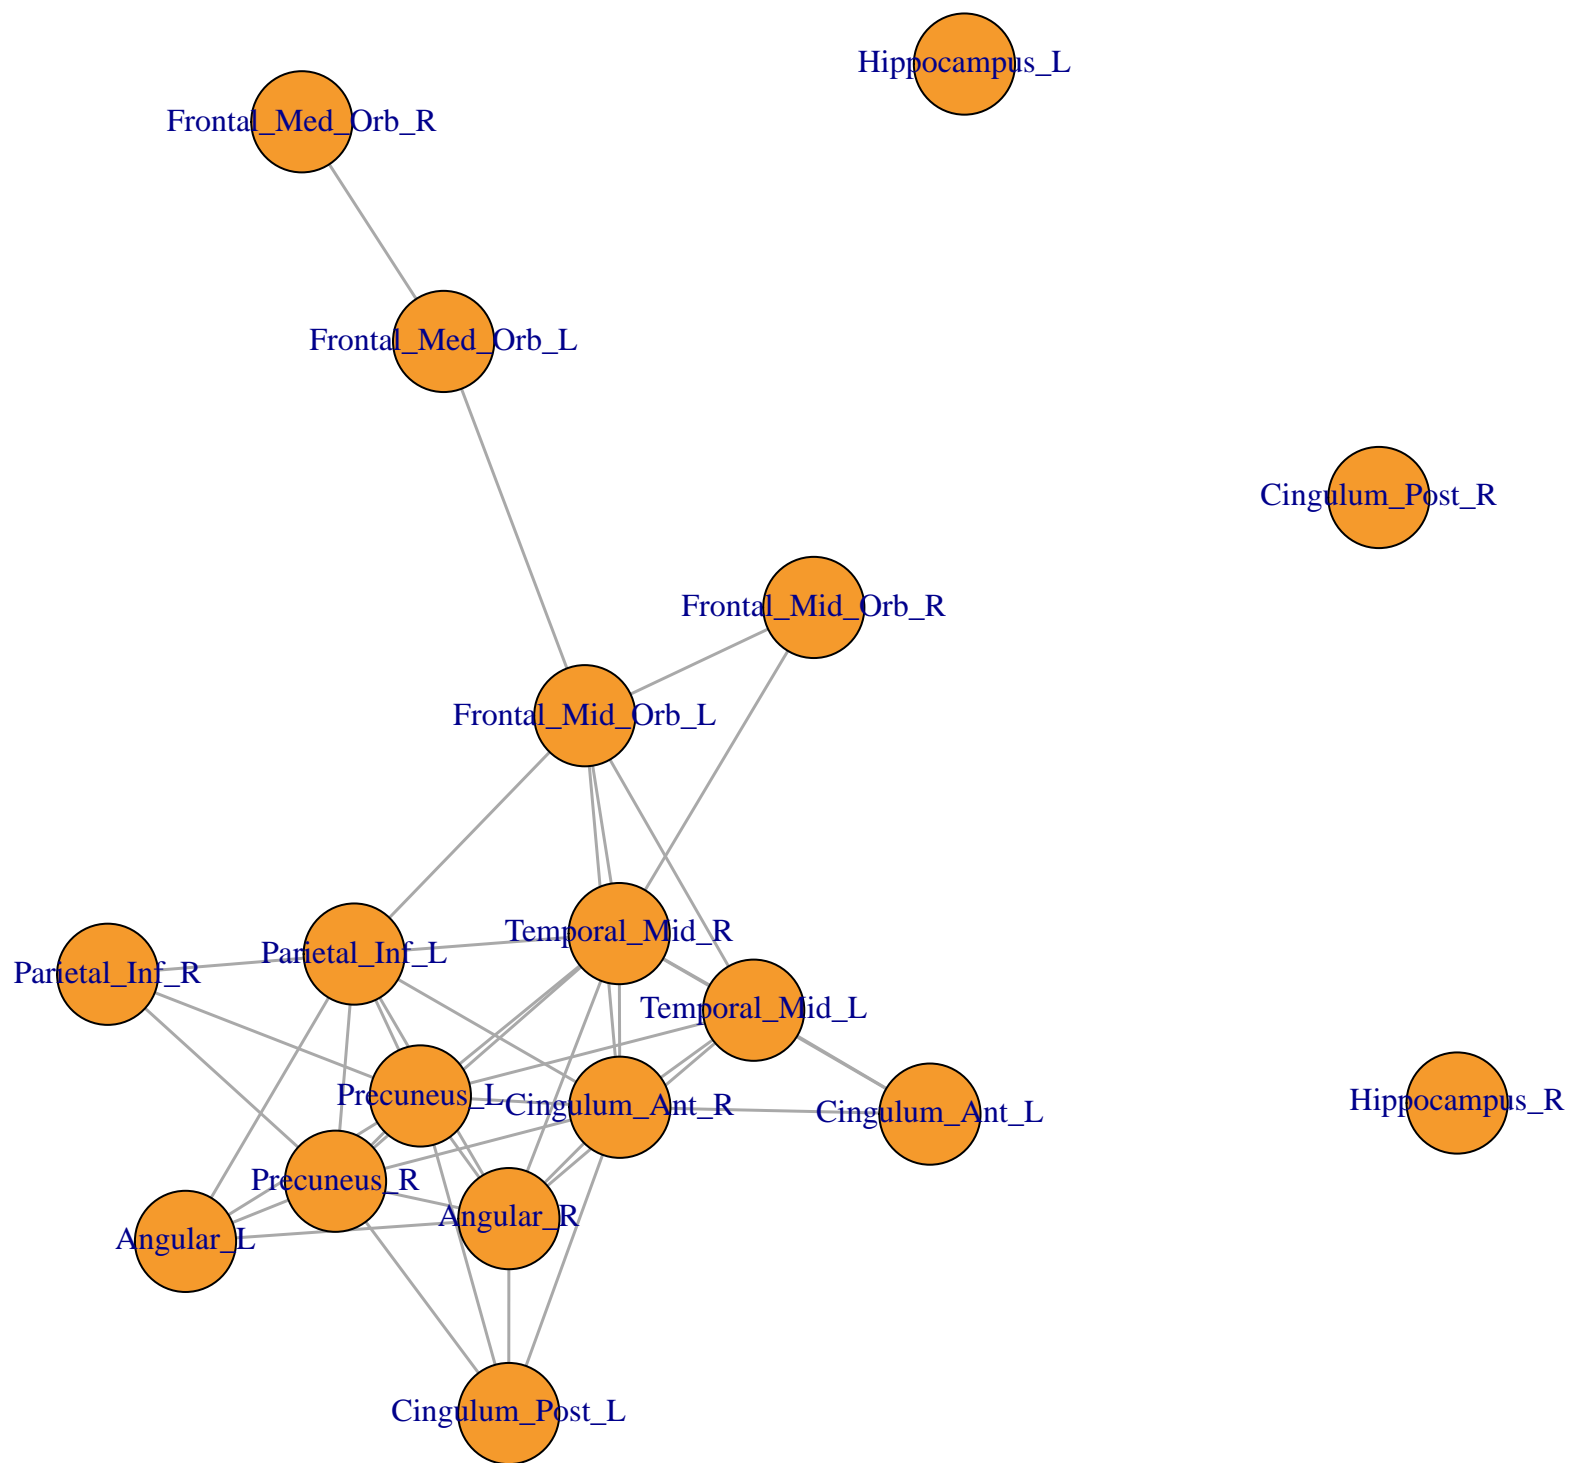 Hippocampus_L
Frontal_Med_Orb_R
Frontal_Med_Orb_L
Cingulum_Post_R
Frontal_Mid_Orb_R
Frontal_Mid_Orb_L
Temporal_Mid_R
Parietal_Inf_L
Parietal_Inf_R
Temporal_Mid_L
Precuneus_L
Cingulum_Ant_R
Cingulum_Ant_L
Hippocampus_R
Precuneus_R
Angular_R
Angular_L
Cingulum_Post_L